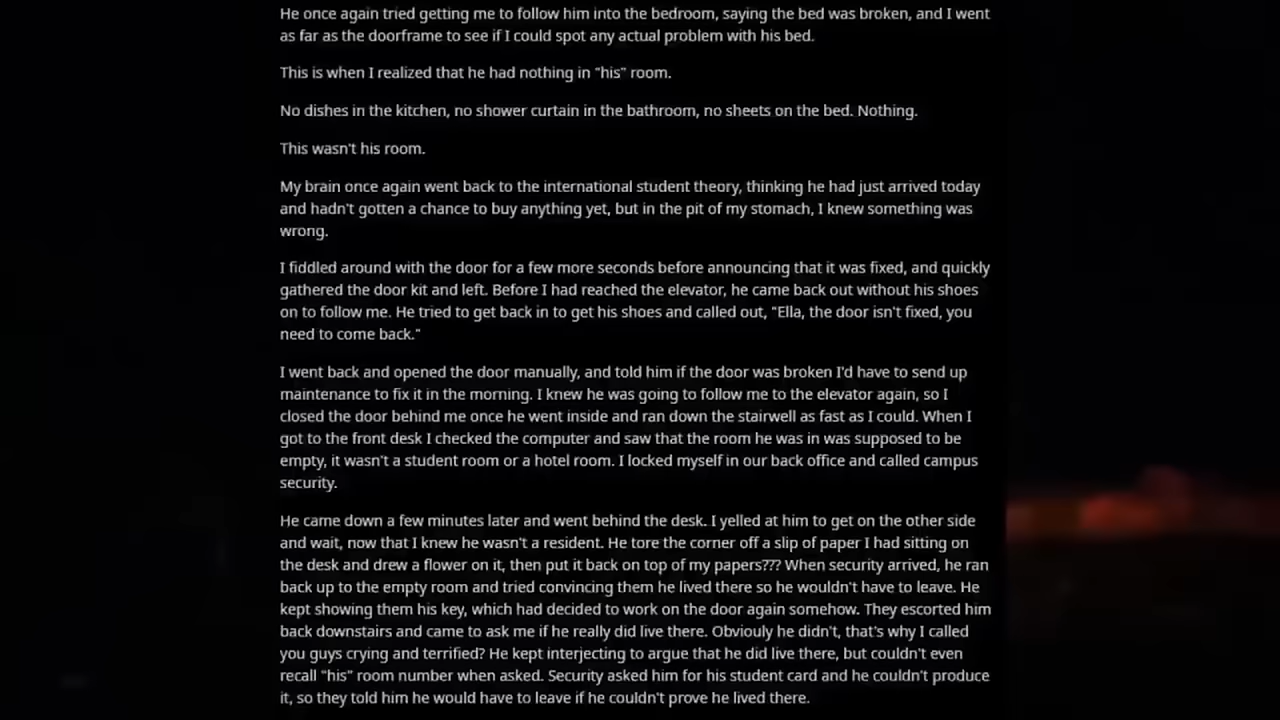 He once again tried getting me to follow him into the bedroom, saying the bed was broken, and I went
as far as the doorframe to see if I could spot any actual problem with his bed.
This is when I realized that he had nothing in "his" room.
No dishes in the kitchen, no shower curtain in the bathroom, no sheets on the bed. Nothing.
This wasn't his room.
My brain once again went back to the international student theory, thinking he had just arrived today
and hadn't gotten a chance to buy anything yet, but in the pit of my stomach, I knew something was
wrong.
I fiddled around with the door for a few more seconds before announcing that it was fixed, and quickly
gathered the door kit and left. Before I had reached the elevator, he came back out without his shoes
on to follow me. He tried to get back in to get his shoes and called out, "Ella, the door isn't fixed, you
need to come back."
I went back and opened the door manually, and told him if the door was broken I'd have to send up
maintenance to fix it in the morning. I knew he was going to follow me to the elevator again, so I
closed the door behind me once he went inside and ran down the stairwell as fast as I could. When I
got to the front desk I checked the computer and saw that the room he was in was supposed to be
empty, it wasn't a student room or a hotel room. I locked myself in our back office and called campus
security.
He came down a few minutes later and went behind the desk. I yelled at him to get on the other side
and wait, now that I knew he wasn't a resident. He tore the corner off a slip of paper I had sitting on
the desk and drew a flower on it, then put it back on top of my papers??? When security arrived, he ran
back up to the empty room and tried convincing them he lived there so he wouldn't have to leave. He
kept showing them his key, which had decided to work on the door again somehow. They escorted him
back downstairs and came to ask me if he really did live there. Obviouly he didn't, that's why I called
you guys crying and terrified? He kept interjecting to argue that he did live there, but couldn't even
recall "his" room number when asked. Security asked him for his student card and he couldn't produce
it, so they told him he would have to leave if he couldn't prove he lived there.